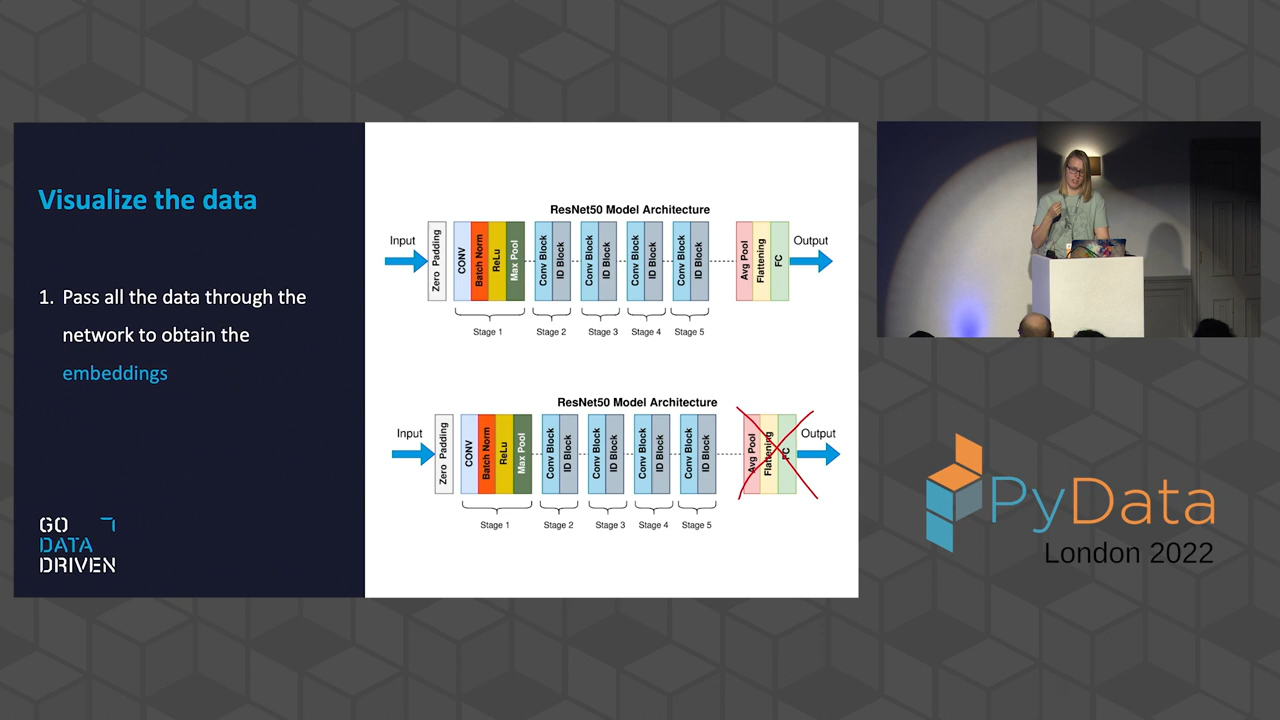 Visualize the data
1. Pass all the data through the
network to obtain the
embeddings
GO
DATA
DRIVEN
ResNet50 Model Architecture
Input
Zero Padding
CONV
Batch Norm
ReLu
Max Pool
Conv Block
ID Block
Conv Block
ID Block
Conv Block
ID Block
Conv Block
ID Block
Avg Pool
Flattening
FC
Output
Stage 1
Stage 2
Stage 3
Stage 4
Stage 5
ResNet50 Model Architecture
Input
Zero Padding
CONV
Batch Norm
ReLu
Max Pool
Conv Block
ID Block
Conv Block
ID Block
Conv Block
ID Block
Conv Block
ID Block
Avg Pool
Flattening
FC
Output
Stage 1
Stage 2
Stage 3
Stage 4
Stage 5
PyData
London 2022